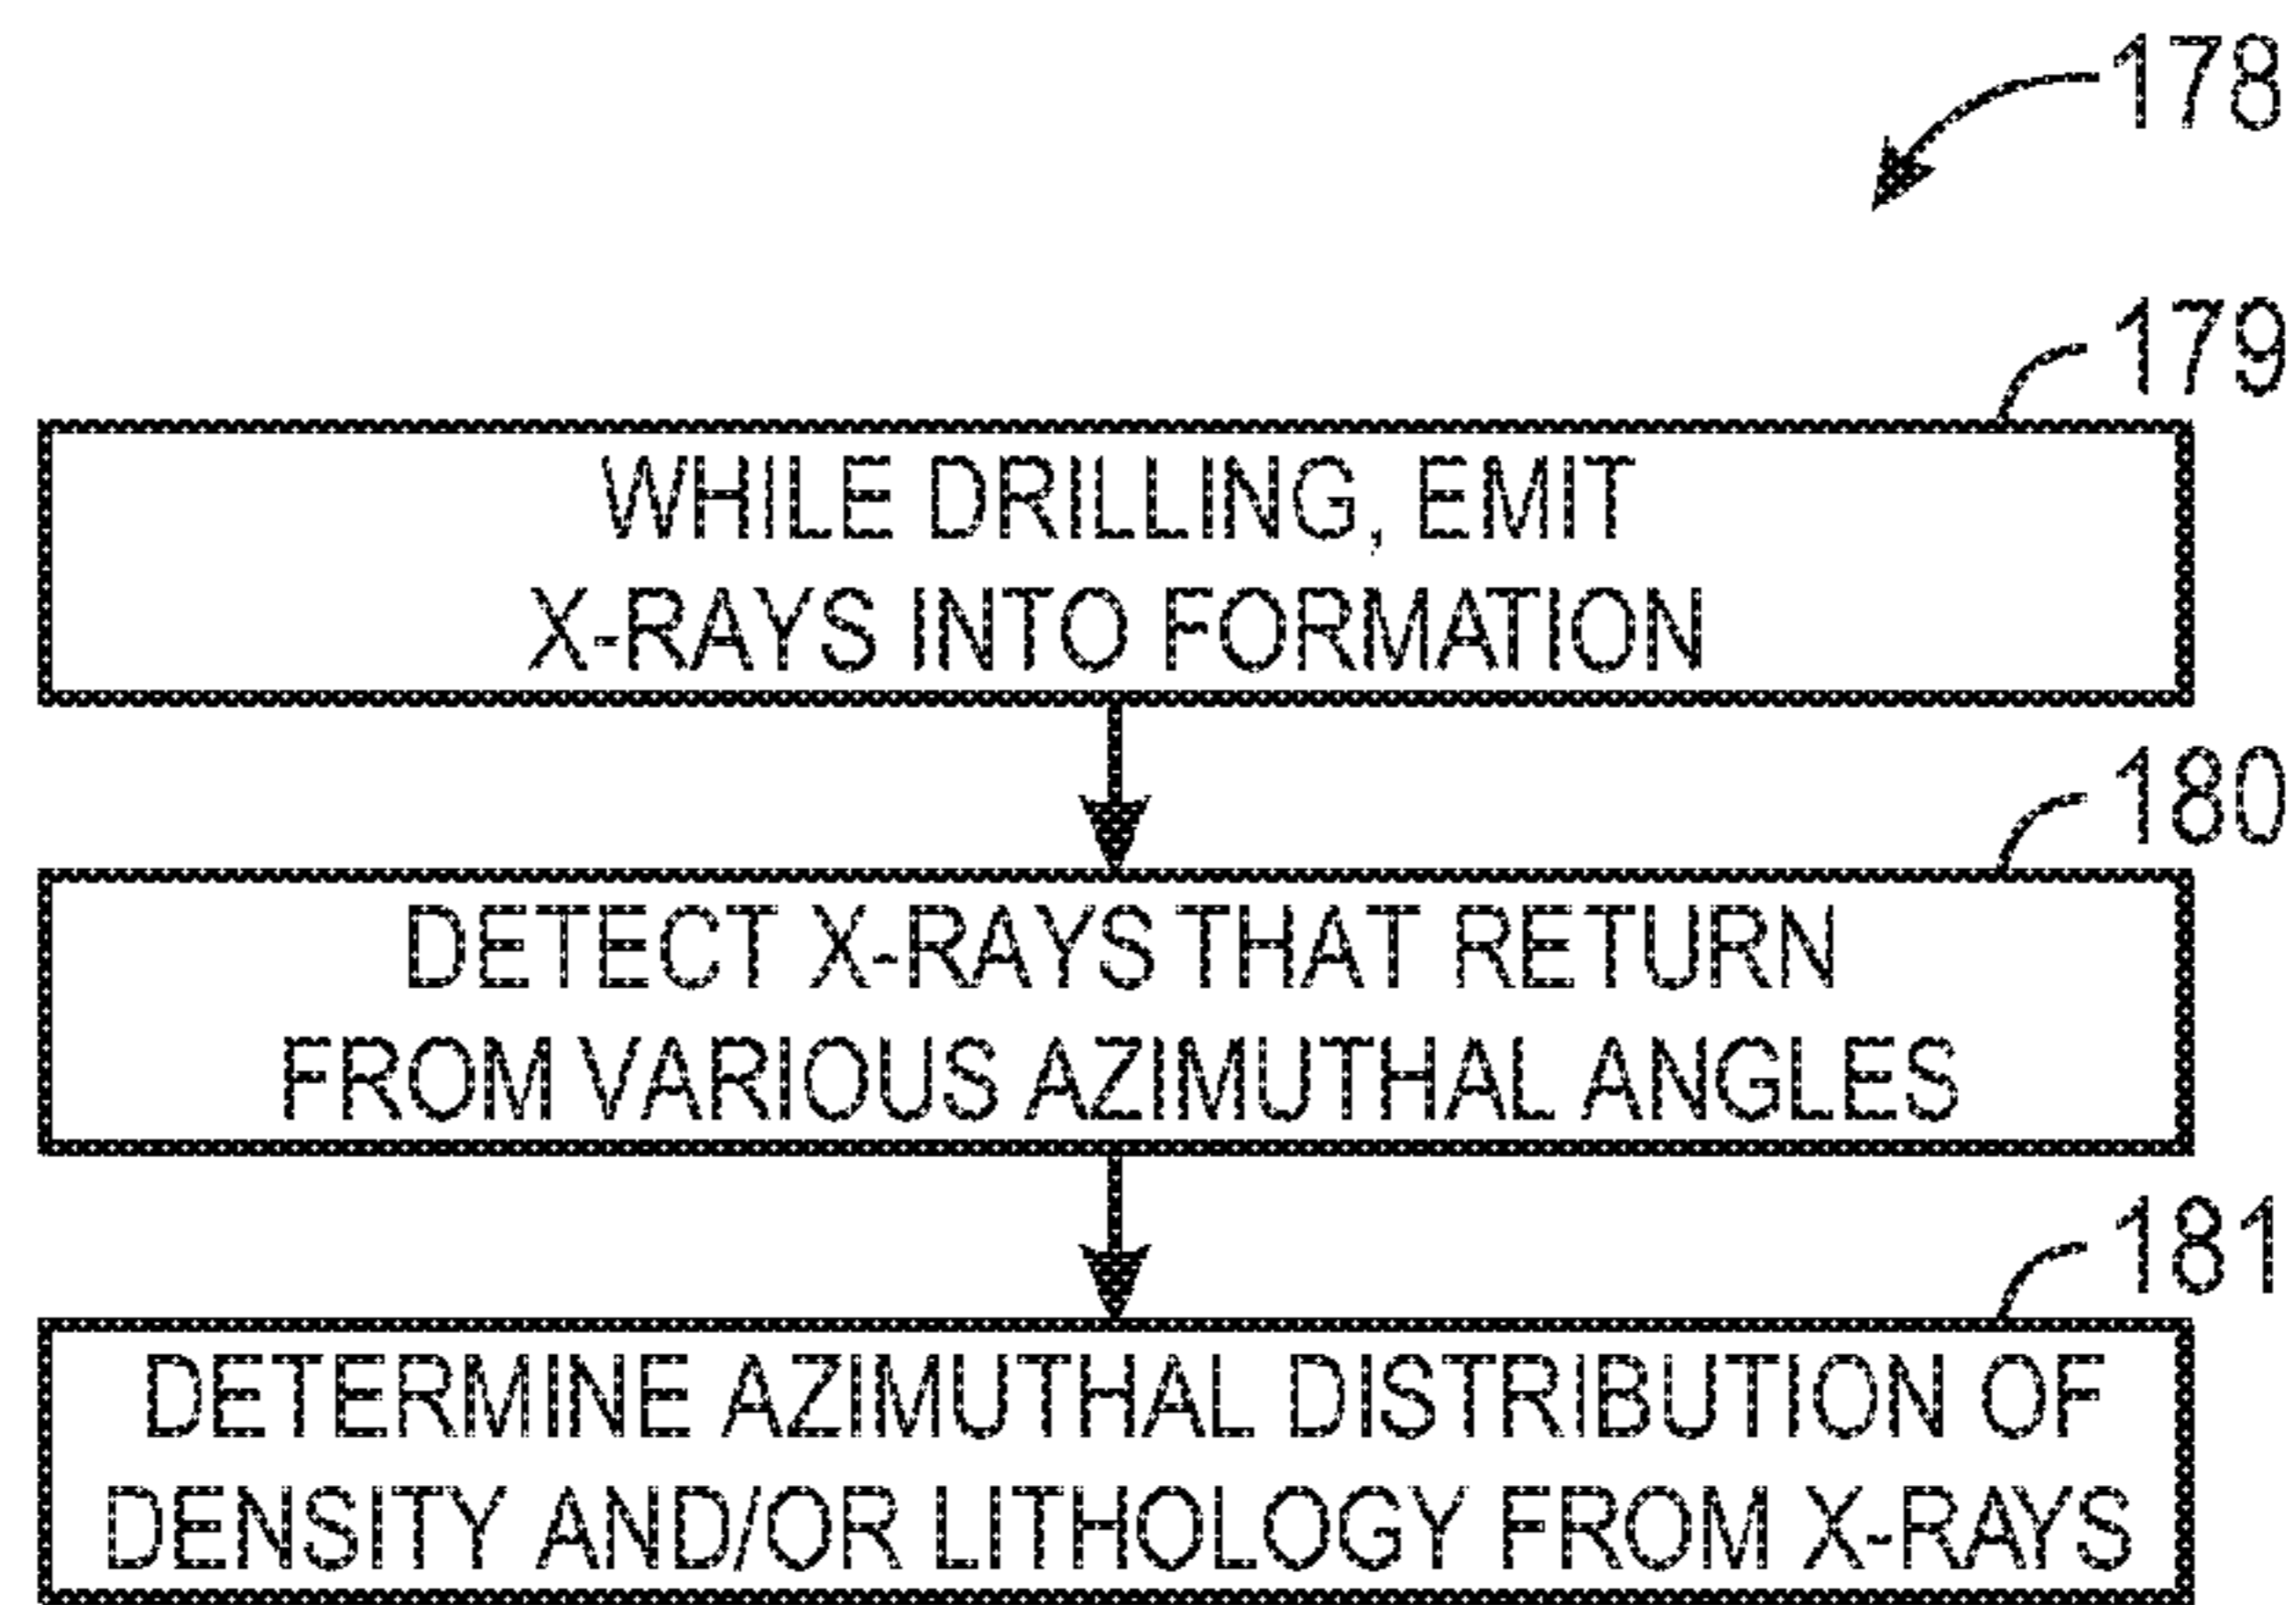 178
179
WHILE DRILLING, EMIT
X-RAYS INTO FORMATION
180
DETECT X-RAYS THAT RETURN
FROM VARIOUS AZIMUTHAL ANGLES
181
DETERMINE AZIMUTHAL DISTRIBUTION OF
DENSITY AND/OR LITHOLOGY FROM X-RAYS